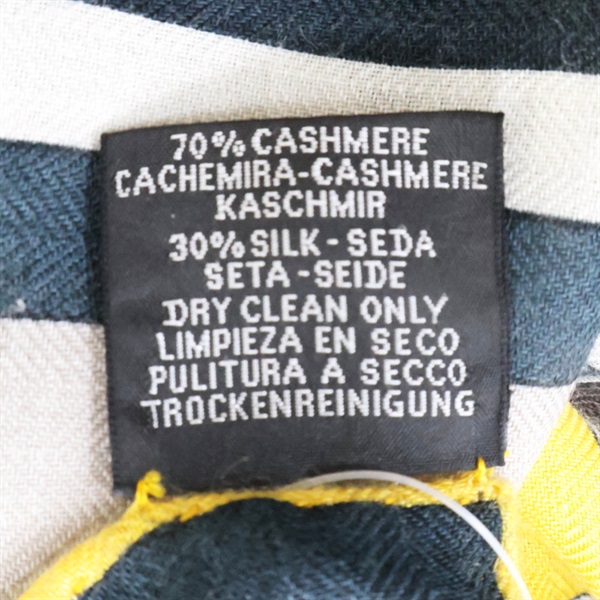 70% CASHMERE
CACHEMIRA-CASHMERE
KASCHMIR
30% SILK - SEDA
SETA - SEIDE
DRY CLEAN ONLY
LIMPIEZA EN SECO
PULITURA A SECCO
TROCKENREINIGUNG